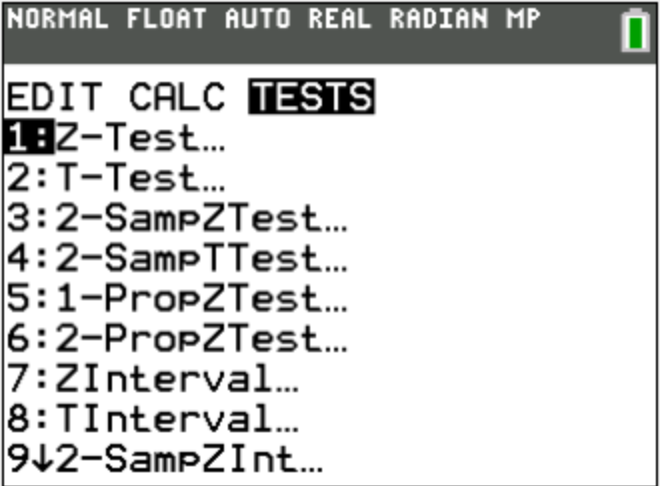 NORMAL FLOAT AUTO REAL RADIAN MP
EDIT CALC TESTS
1:Z-Test…
2:T-Test…
3:2-SampZTest…
4:2-SampTTest…
5:1-PropZTest…
6:2-PropZTest…
7:ZInterval…
8:TInterval…
9↓2-SampZInt…